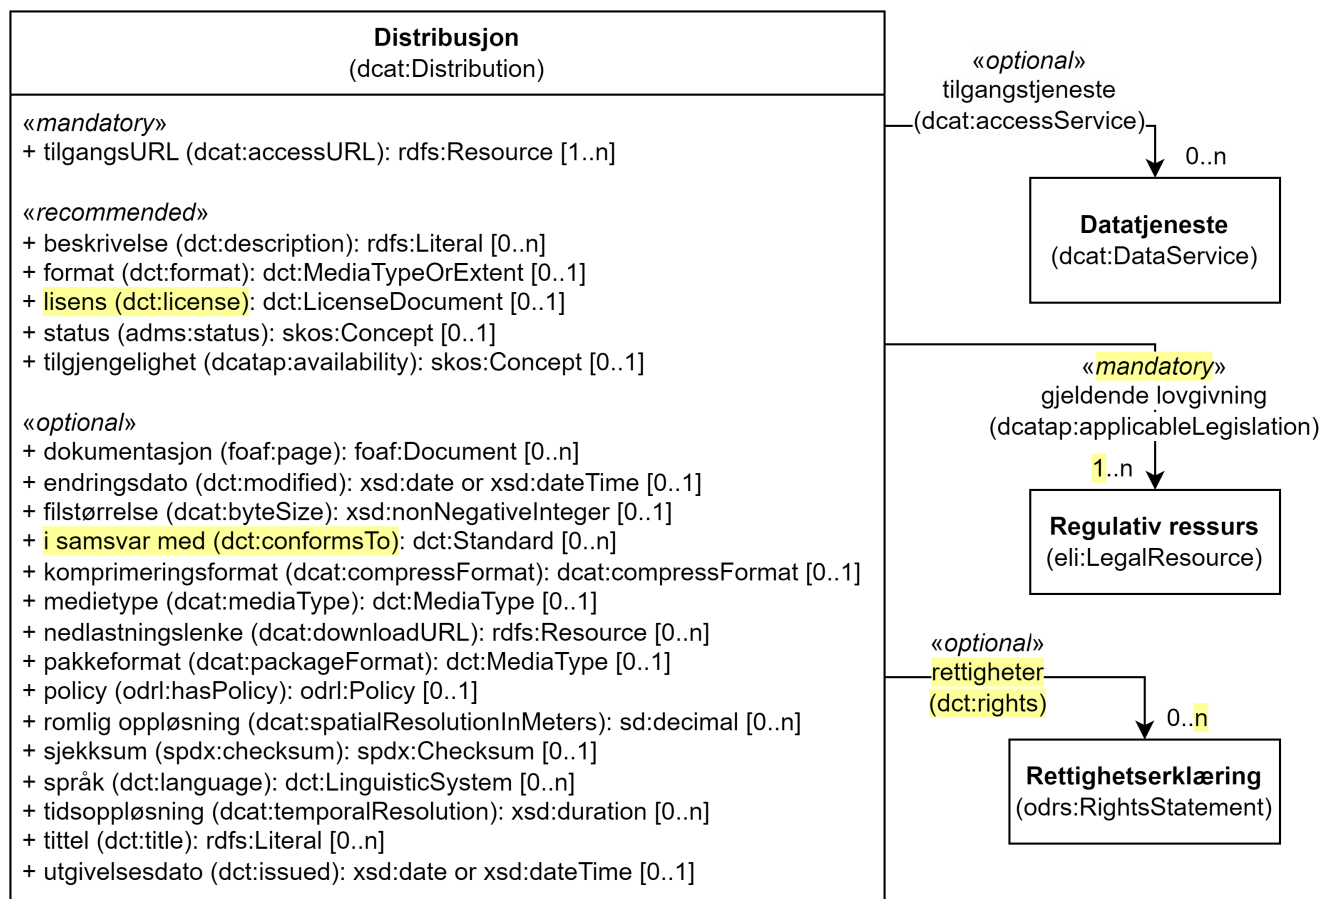 Distribusjon
(dcat:Distribution)
«mandatory»
+ tilgangsURL (dcat:accessURL): rdfs:Resource [1..n]
«recommended»
+ beskrivelse (dct:description): rdfs:Literal [0..n]
+ format (dct:format): dct:MediaTypeOrExtent [0..1]
+ lisens (dct:license): dct:LicenseDocument [0..1]
+ status (adms:status): skos:Concept [0..1]
+ tilgjengelighet (dcatap:availability): skos:Concept [0..1]
«optional»
+ dokumentasjon (foaf:page): foaf:Document [0..n]
+ endringsdato (dct:modified): xsd:date or xsd:dateTime [0..1]
+ filstørrelse (dcat:byteSize): xsd:nonNegativeInteger [0..1]
+ i samsvar med (dct:conformsTo): dct:Standard [0..n]
+ komprimeringsformat (dcat:compressFormat): dcat:compressFormat [0..1]
+ medietype (dcat:mediaType): dct:MediaType [0..1]
+ nedlastningslenke (dcat:downloadURL): rdfs:Resource [0..n]
+ pakkeformat (dcat:packageFormat): dct:MediaType [0..1]
+ policy (odrl:hasPolicy): odrl:Policy [0..1]
+ romlig oppløsning (dcat:spatialResolutionInMeters): sd:decimal [0..n]
+ sjekksum (spdx:checksum): spdx:Checksum [0..1]
+ språk (dct:language): dct:LinguisticSystem [0..n]
+ tidsoppløsning (dcat:temporalResolution): xsd:duration [0..n]
+ tittel (dct:title): rdfs:Literal [0..n]
+ utgivelsesdato (dct:issued): xsd:date or xsd:dateTime [0..1]
«optional»
tilgangstjeneste
(dcat:accessService)
0..n
Datatjeneste
(dcat:DataService)
«mandatory»
gjeldende lovgivning
(dcatap:applicableLegislation)
1..n
Regulativ ressurs
(eli:LegalResource)
«optional»
rettigheter
(dct:rights)
0..n
Rettighetserklæring
(odrs:RightsStatement)